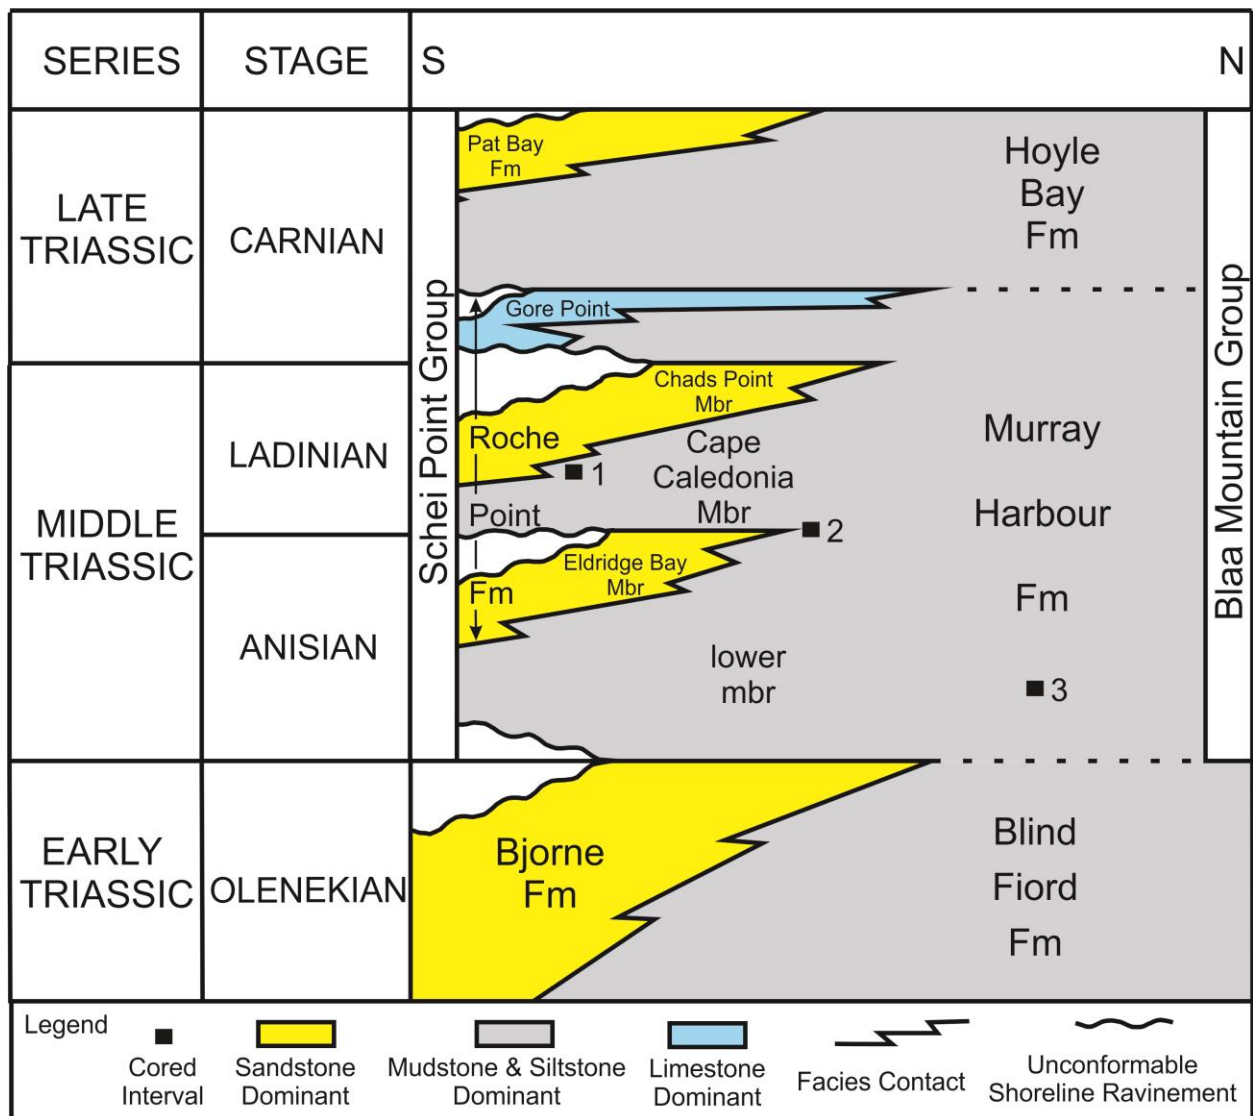 SERIES
STAGE
S
N
LATE
TRIASSIC
CARNIAN
MIDDLE
TRIASSIC
LADINIAN
ANISIAN
EARLY
TRIASSIC
OLENEKIAN
Schei Point Group
Blaa Mountain Group
Pat Bay
Fm
Hoyle
Bay
Fm
Gore Point
Chads Point
Mbr
Roche
Point
Fm
1
Cape
Caledonia
Mbr
2
Murray
Harbour
Fm
Eldridge Bay
Mbr
lower
mbr
3
Bjorne
Fm
Blind
Fiord
Fm
Legend
Cored
Interval
Sandstone
Dominant
Mudstone & Siltstone
Dominant
Limestone
Dominant
Facies Contact
Unconformable
Shoreline Ravinement